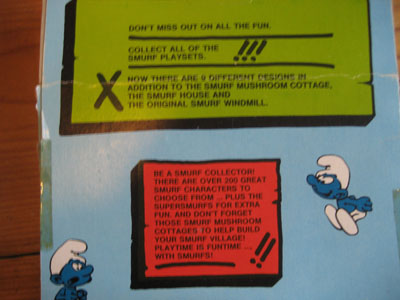 DON'T MISS OUT ON ALL THE FUN.
COLLECT ALL OF THE
SMURF PLAYSETS. !!!
X NOW THERE ARE 9 DIFFERENT DESIGNS IN
ADDITION TO THE SMURF MUSHROOM COTTAGE,
THE SMURF HOUSE AND
THE ORIGINAL SMURF WINDMILL.
BE A SMURF COLLECTOR!
THERE ARE OVER 200 GREAT
SMURF CHARACTERS TO
CHOOSE FROM ... PLUS THE
SUPERSMURFS FOR EXTRA
FUN. AND DON'T FORGET
THOSE SMURF MUSHROOM
COTTAGES TO HELP BUILD
YOUR SMURF VILLAGE!
PLAYTIME IS FUNTIME ...
WITH SMURFS! !!